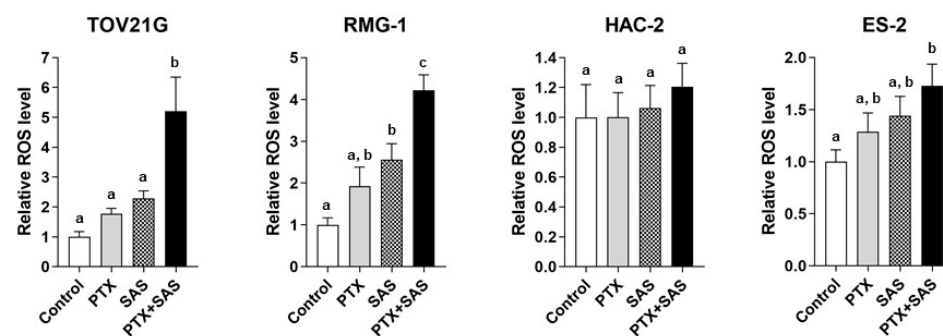 TOV21G
Relative ROS level
7
6
5
4
3
2
1
0
a
a
a
b
Control
PTX
SAS
PTX+SAS
RMG-1
Relative ROS level
5
4
3
2
1
0
a
a, b
b
c
Control
PTX
SAS
PTX+SAS
HAC-2
Relative ROS level
1.4
1.2
1.0
0.8
0.6
0.4
0.2
0.0
a
a
a
a
Control
PTX
SAS
PTX+SAS
ES-2
Relative ROS level
2.0
1.5
1.0
0.5
0.0
a
a, b
a, b
b
Control
PTX
SAS
PTX+SAS